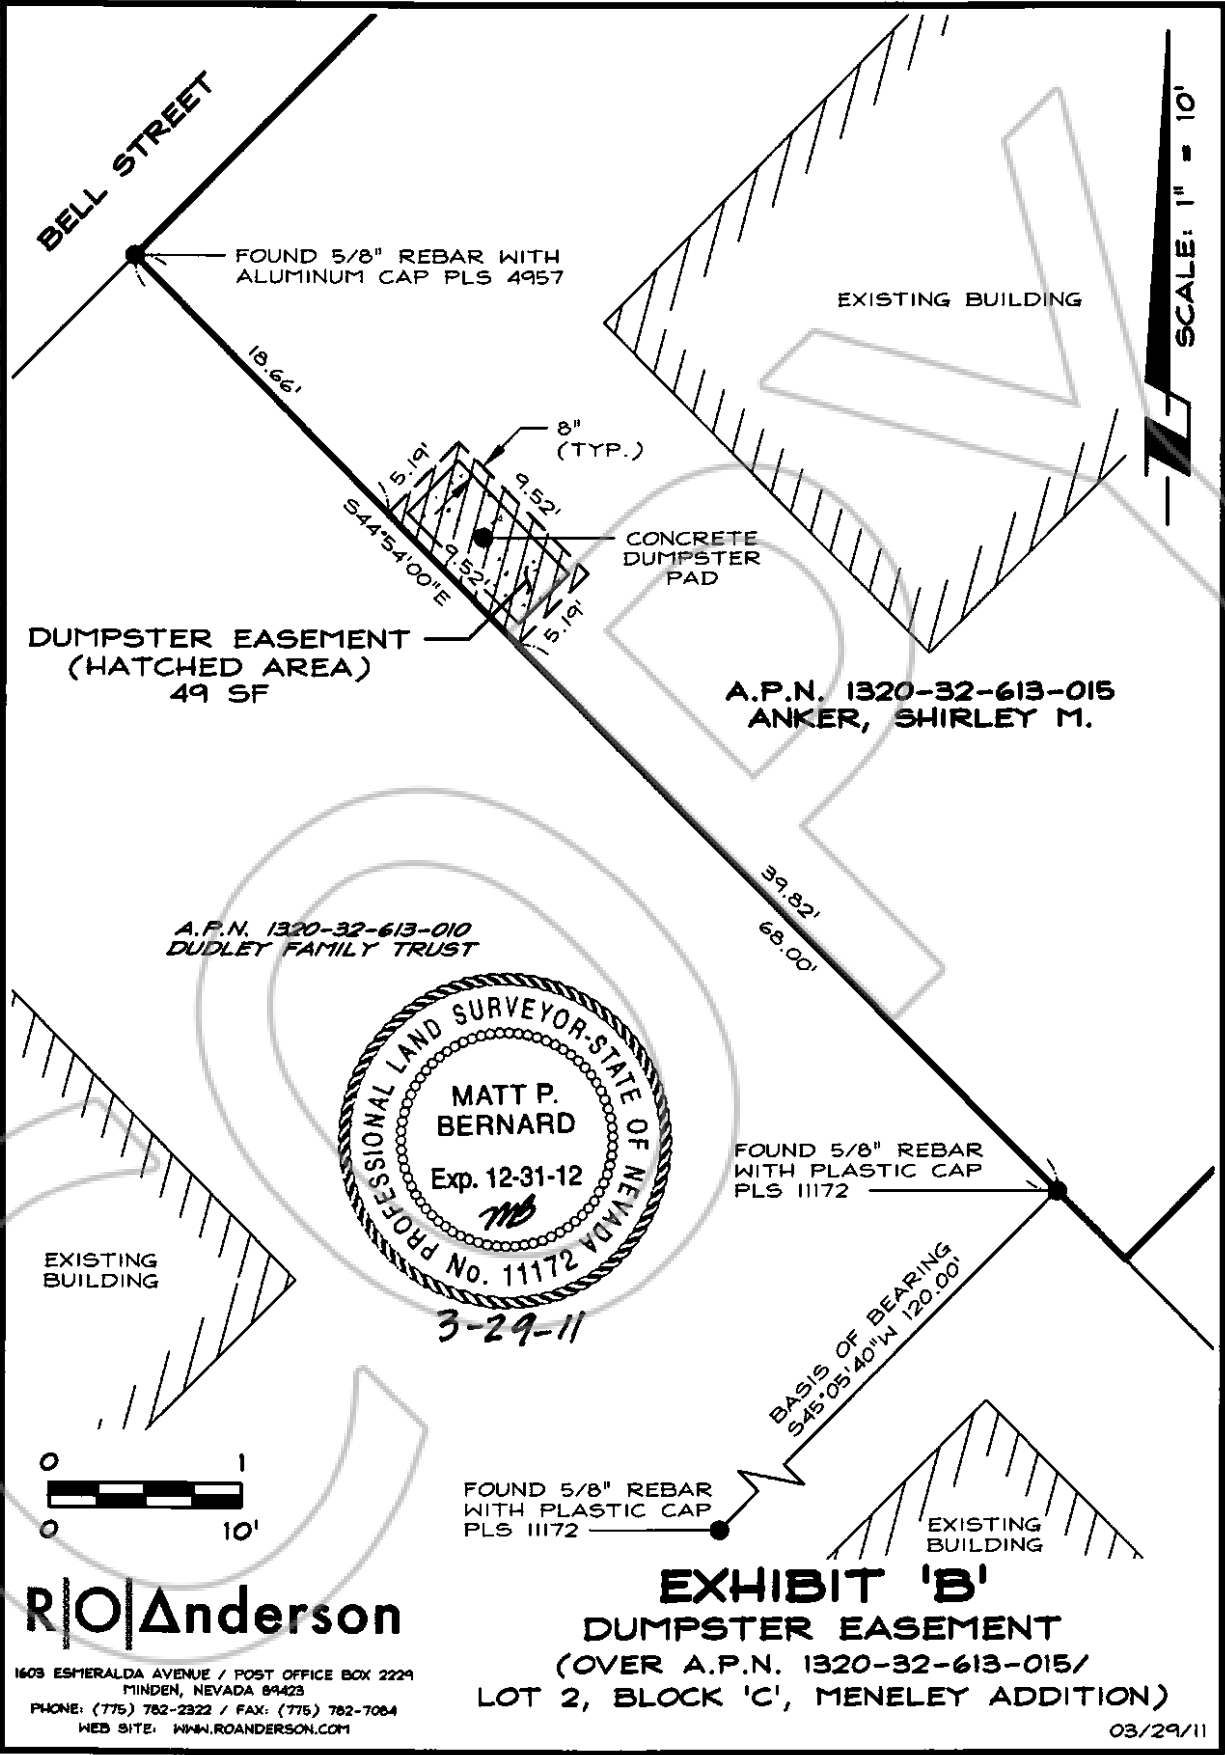 BELL STREET
SCALE: 1" = 10'
FOUND 5/8" REBAR WITH
ALUMINUM CAP PLS 4957
EXISTING BUILDING
18.66'
8"
(TYP.)
5.19'
9.52'
S44°54'00"E
9.52'
5.19'
CONCRETE
DUMPSTER
PAD
DUMPSTER EASEMENT
(HATCHED AREA)
49 SF
A.P.N. 1320-32-613-015
ANKER, SHIRLEY M.
39.82'
68.00'
A.P.N. 1320-32-613-010
DUDLEY FAMILY TRUST
PROFESSIONAL LAND SURVEYOR-STATE OF NEVADA
MATT P.
BERNARD
Exp. 12-31-12
MB
No. 11172
3-29-11
FOUND 5/8" REBAR
WITH PLASTIC CAP
PLS 11172
EXISTING
BUILDING
BASIS OF BEARING
S45°05'40"W 120.00'
0 1
0 10'
FOUND 5/8" REBAR
WITH PLASTIC CAP
PLS 11172
EXISTING
BUILDING
R|O|Anderson
1603 ESMERALDA AVENUE / POST OFFICE BOX 2229
MINDEN, NEVADA 89423
PHONE: (775) 782-2322 / FAX: (775) 782-7084
WEB SITE: WWW.ROANDERSON.COM
EXHIBIT 'B'
DUMPSTER EASEMENT
(OVER A.P.N. 1320-32-613-015/
LOT 2, BLOCK 'C', MENELEY ADDITION)
03/29/11
COPY